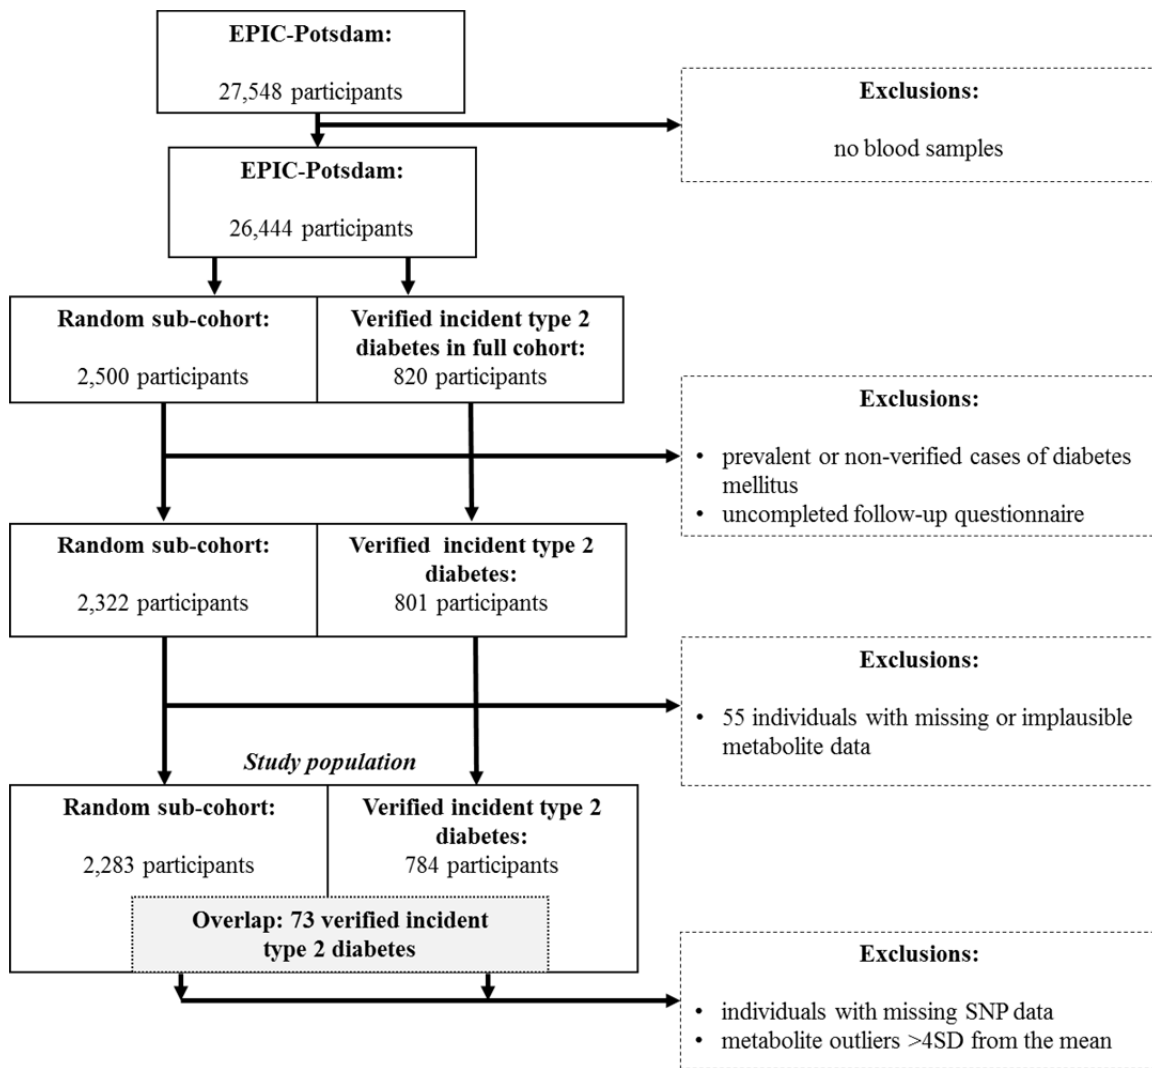 EPIC-Potsdam:
27,548 participants
Exclusions:
no blood samples
EPIC-Potsdam:
26,444 participants
Random sub-cohort:
2,500 participants
Verified incident type 2
diabetes in full cohort:
820 participants
Exclusions:
• prevalent or non-verified cases of diabetes
mellitus
• uncompleted follow-up questionnaire
Random sub-cohort:
2,322 participants
Verified incident type 2
diabetes:
801 participants
Exclusions:
• 55 individuals with missing or implausible
metabolite data
Study population
Random sub-cohort:
2,283 participants
Verified incident type 2
diabetes:
784 participants
Overlap: 73 verified incident
type 2 diabetes
Exclusions:
• individuals with missing SNP data
• metabolite outliers >4SD from the mean